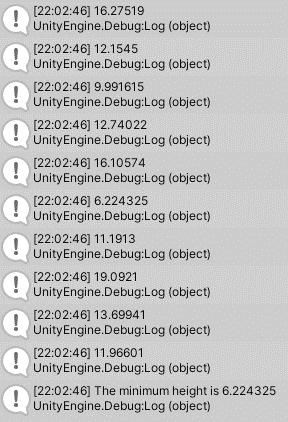 [22:02:46] 16.27519
UnityEngine.Debug:Log (object)
[22:02:46] 12.1545
UnityEngine.Debug:Log (object)
[22:02:46] 9.991615
UnityEngine.Debug:Log (object)
[22:02:46] 12.74022
UnityEngine.Debug:Log (object)
[22:02:46] 16.10574
UnityEngine.Debug:Log (object)
[22:02:46] 6.224325
UnityEngine.Debug:Log (object)
[22:02:46] 11.1913
UnityEngine.Debug:Log (object)
[22:02:46] 19.0921
UnityEngine.Debug:Log (object)
[22:02:46] 13.69941
UnityEngine.Debug:Log (object)
[22:02:46] 11.96601
UnityEngine.Debug:Log (object)
[22:02:46] The minimum height is 6.224325
UnityEngine.Debug:Log (object)